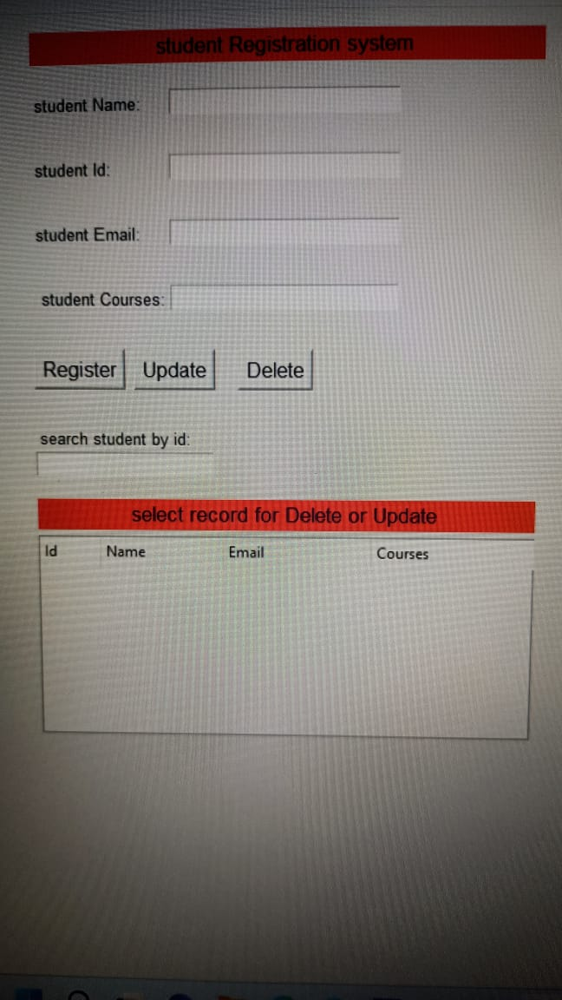 student Registration system
student Name:
student Id:
student Email:
student Courses:
Register Update Delete
search student by id:
select record for Delete or Update
Id Name Email Courses